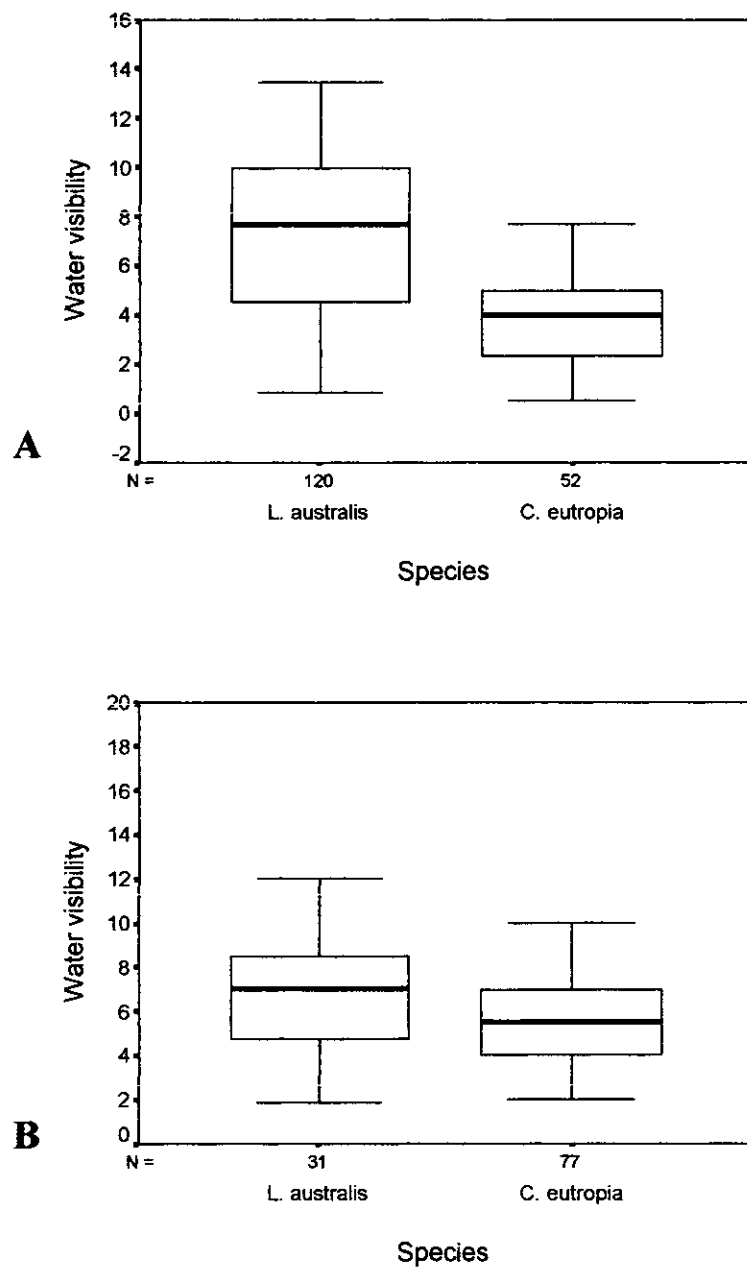 16
14
12
10
8
6
4
2
0
-2
Water visibility
A
N = 120 52
L. australis C. eutropia
Species
20
18
16
14
12
10
8
6
4
2
0
Water visibility
B
N = 31 77
L. australis C. eutropia
Species